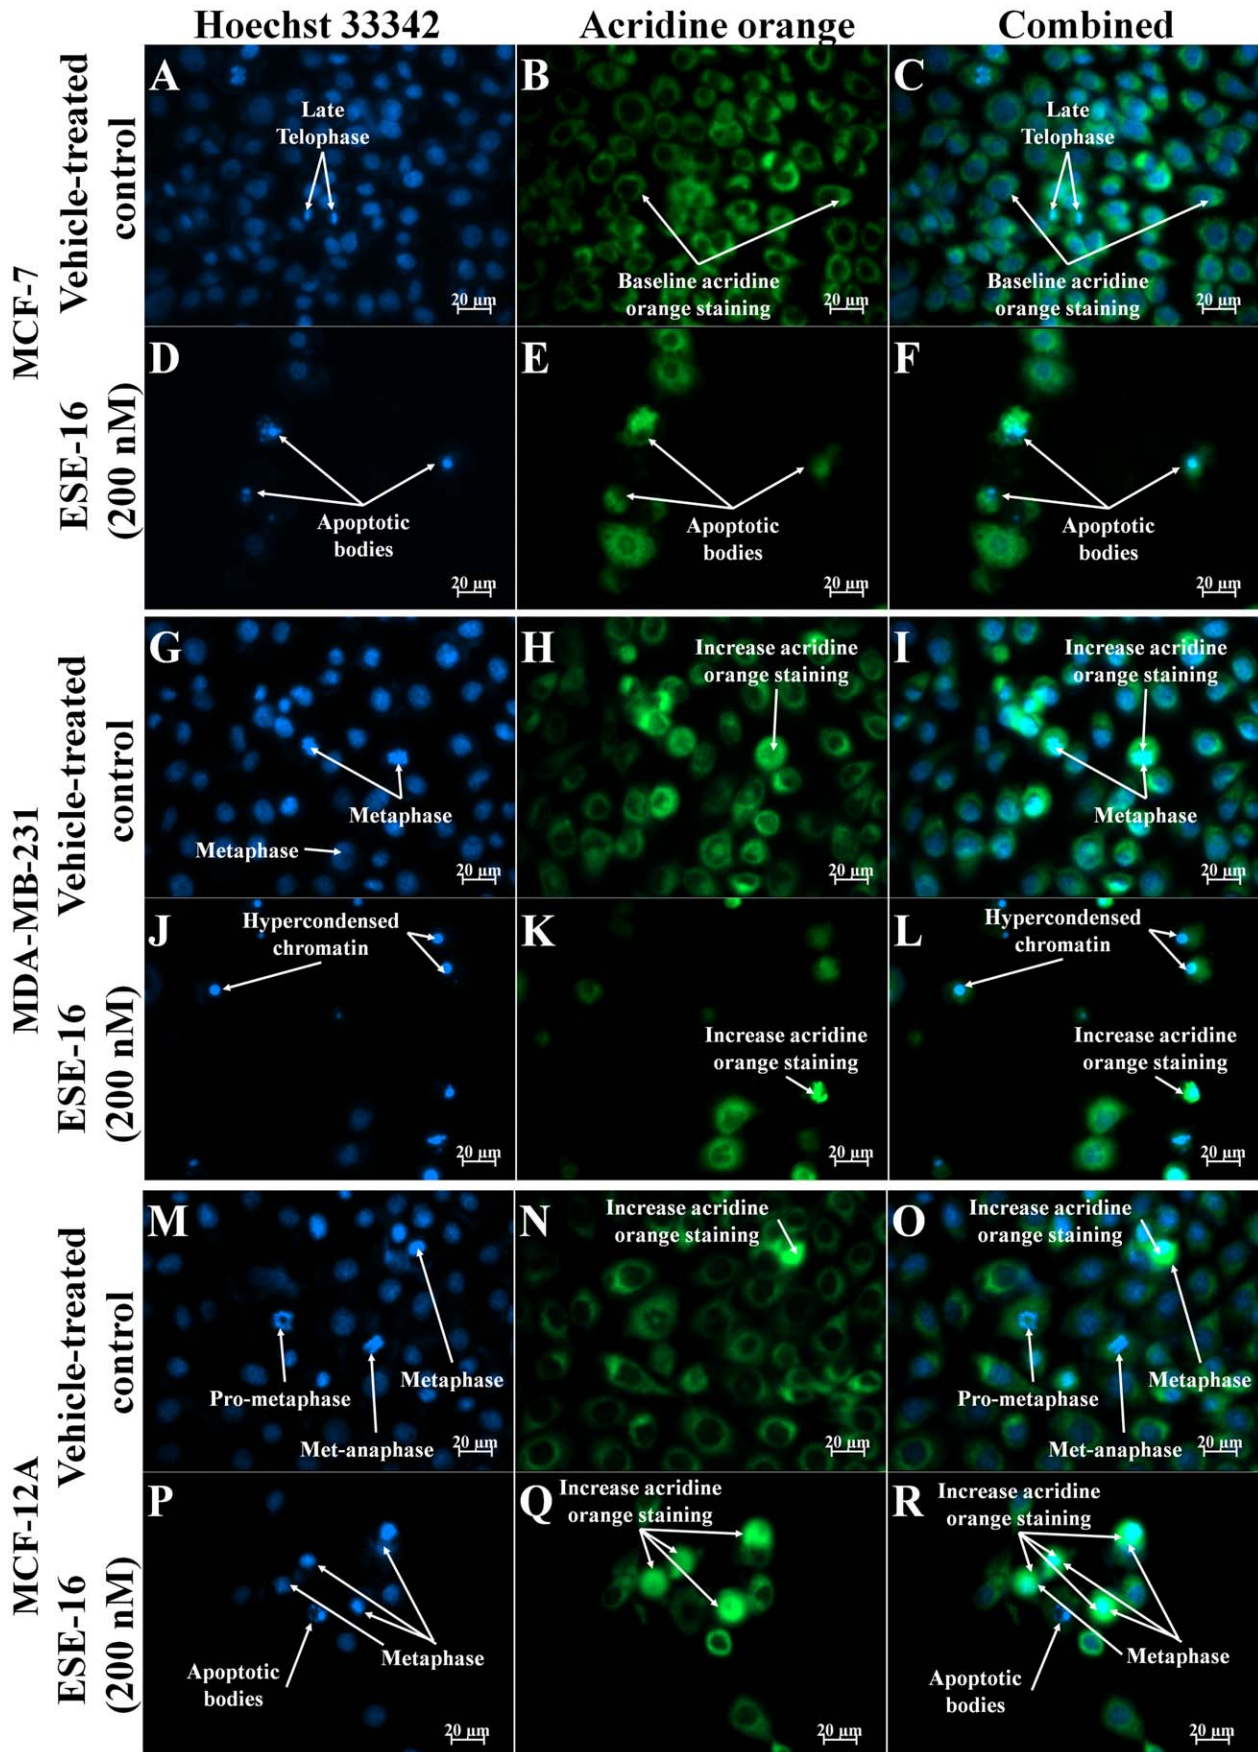 Hoechst 33342
Acridine orange
Combined
MCF-7
Vehicle-treated
control
A
Late
Telophase
20 µm
B
Baseline acridine
orange staining
20 µm
C
Late
Telophase
Baseline acridine
orange staining
20 µm
ESE-16
(200 nM)
D
Apoptotic
bodies
20 µm
E
Apoptotic
bodies
20 µm
F
Apoptotic
bodies
20 µm
MDA-MB-231
Vehicle-treated
control
G
Metaphase
Metaphase
20 µm
H
Increase acridine
orange staining
20 µm
I
Increase acridine
orange staining
Metaphase
20 µm
ESE-16
(200 nM)
J
Hypercondensed
chromatin
20 µm
K
Increase acridine
orange staining
20 µm
L
Hypercondensed
chromatin
Increase acridine
orange staining
20 µm
MCF-12A
Vehicle-treated
control
M
Metaphase
Pro-metaphase
Met-anaphase
20 µm
N
Increase acridine
orange staining
20 µm
O
Increase acridine
orange staining
Metaphase
Pro-metaphase
Met-anaphase
20 µm
ESE-16
(200 nM)
P
Metaphase
Apoptotic
bodies
20 µm
Q
Increase acridine
orange staining
20 µm
R
Increase acridine
orange staining
Metaphase
Apoptotic
bodies
20 µm